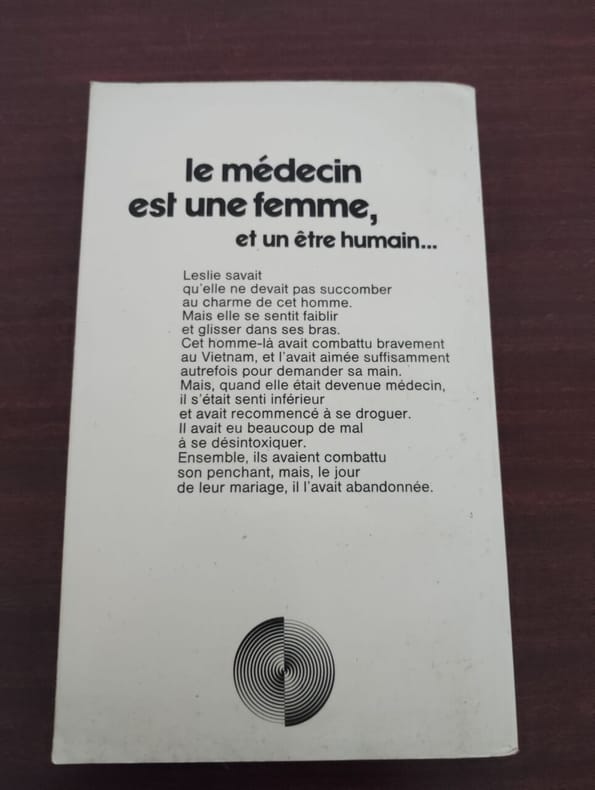 le médecin
est une femme,
et un être humain...
Leslie savait
qu'elle ne devait pas succomber
au charme de cet homme.
Mais elle se sentit faiblir
et glisser dans ses bras.
Cet homme-là avait combattu bravement
au Vietnam, et l'avait aimée suffisamment
autrefois pour demander sa main.
Mais, quand elle était devenue médecin,
il s'était senti inférieur
et avait recommencé à se droguer.
Il avait eu beaucoup de mal
à se désintoxiquer.
Ensemble, ils avaient combattu
son penchant, mais, le jour
de leur mariage, il l'avait abandonnée.